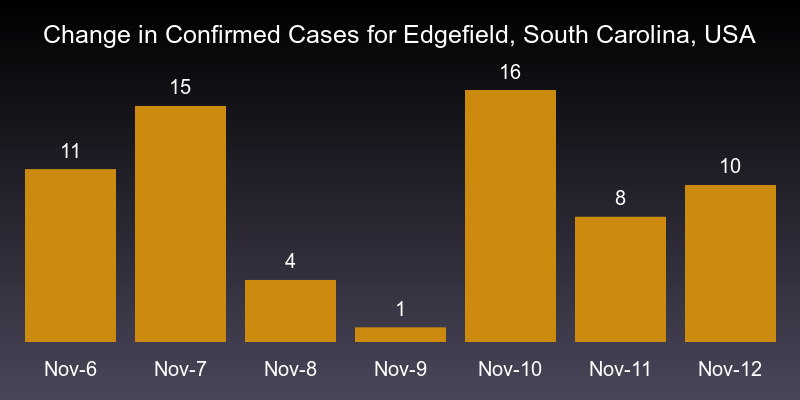 Change in Confirmed Cases for Edgefield, South Carolina, USA
11
15
4
1
16
8
10
Nov-6
Nov-7
Nov-8
Nov-9
Nov-10
Nov-11
Nov-12